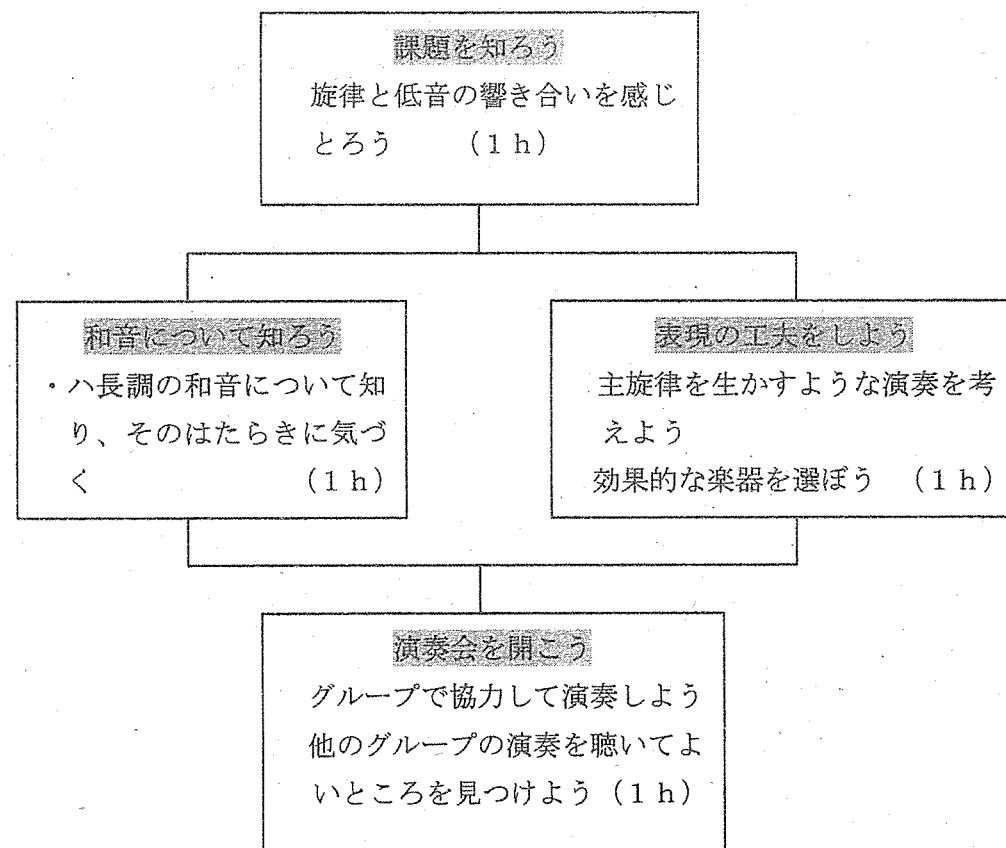 課題を知ろう
旋律と低音の響き合いを感じ
とろう　　（１ｈ）
和音について知ろう
・ハ長調の和音について知
り、そのはたらきに気づ
く　　　　　　　（１ｈ）
表現の工夫をしよう
主旋律を生かすような演奏を考
えよう
効果的な楽器を選ぼう　（１ｈ）
演奏会を開こう
グループで協力して演奏しよう
他のグループの演奏を聴いてよ
いところを見つけよう（１ｈ）